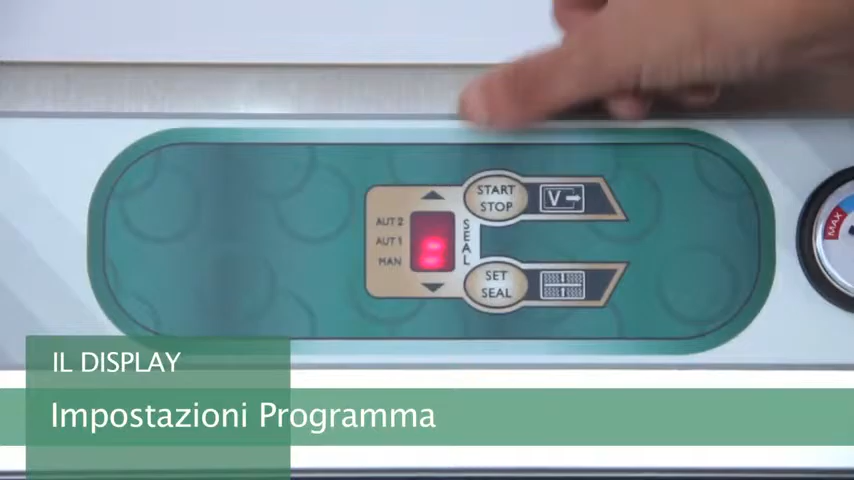 START
STOP
V
AUT 2
AUT 1
MAN
SEAL
SET
SEAL
MAX
IL DISPLAY
Impostazioni Programma